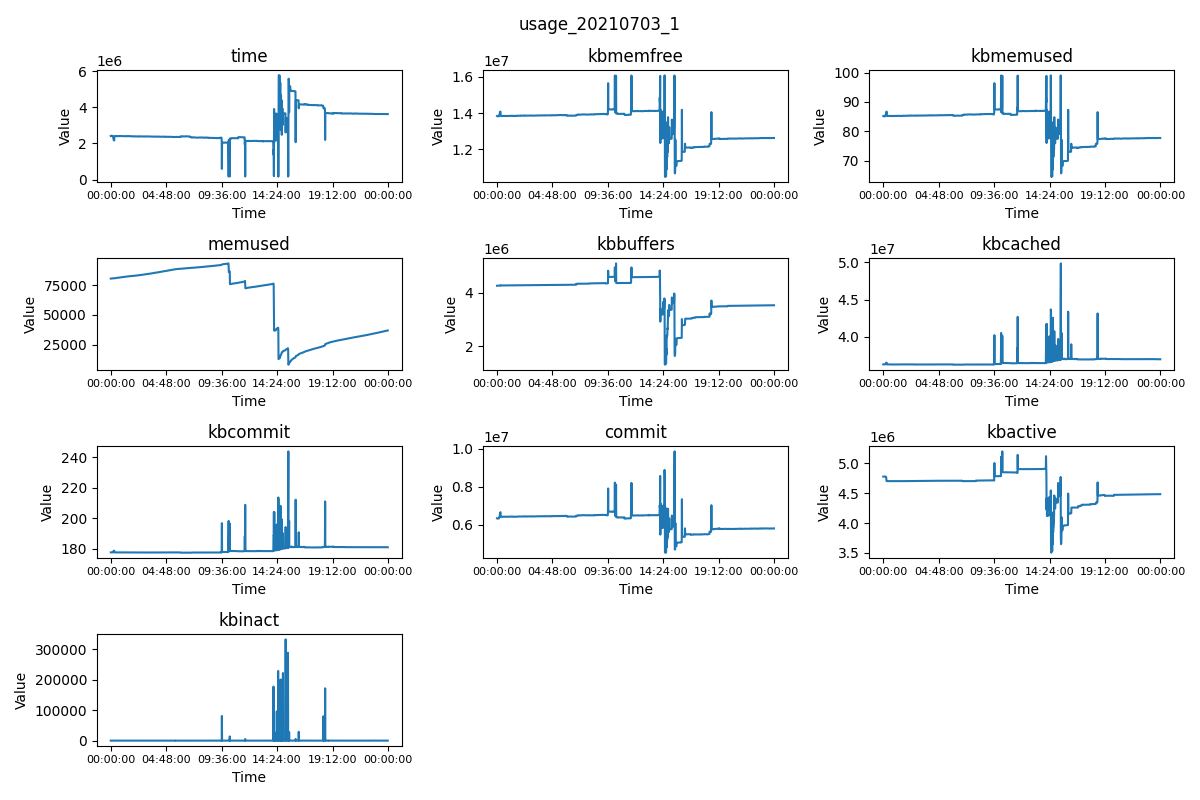 usage_20210703_1
time
1e6
6
4
2
0
Value
00:00:00 04:48:00 09:36:00 14:24:00 19:12:00 00:00:00
Time
kbmemfree
1e7
1.6
1.4
1.2
Value
00:00:00 04:48:00 09:36:00 14:24:00 19:12:00 00:00:00
Time
kbmemused
100
90
80
70
Value
00:00:00 04:48:00 09:36:00 14:24:00 19:12:00 00:00:00
Time
memused
75000
50000
25000
Value
00:00:00 04:48:00 09:36:00 14:24:00 19:12:00 00:00:00
Time
kbbuffers
1e6
4
2
Value
00:00:00 04:48:00 09:36:00 14:24:00 19:12:00 00:00:00
Time
kbcached
1e7
5.0
4.5
4.0
Value
00:00:00 04:48:00 09:36:00 14:24:00 19:12:00 00:00:00
Time
kbcommit
240
220
200
180
Value
00:00:00 04:48:00 09:36:00 14:24:00 19:12:00 00:00:00
Time
commit
1e7
1.0
0.8
0.6
Value
00:00:00 04:48:00 09:36:00 14:24:00 19:12:00 00:00:00
Time
kbactive
1e6
5.0
4.5
4.0
3.5
Value
00:00:00 04:48:00 09:36:00 14:24:00 19:12:00 00:00:00
Time
kbinact
300000
200000
100000
0
Value
00:00:00 04:48:00 09:36:00 14:24:00 19:12:00 00:00:00
Time